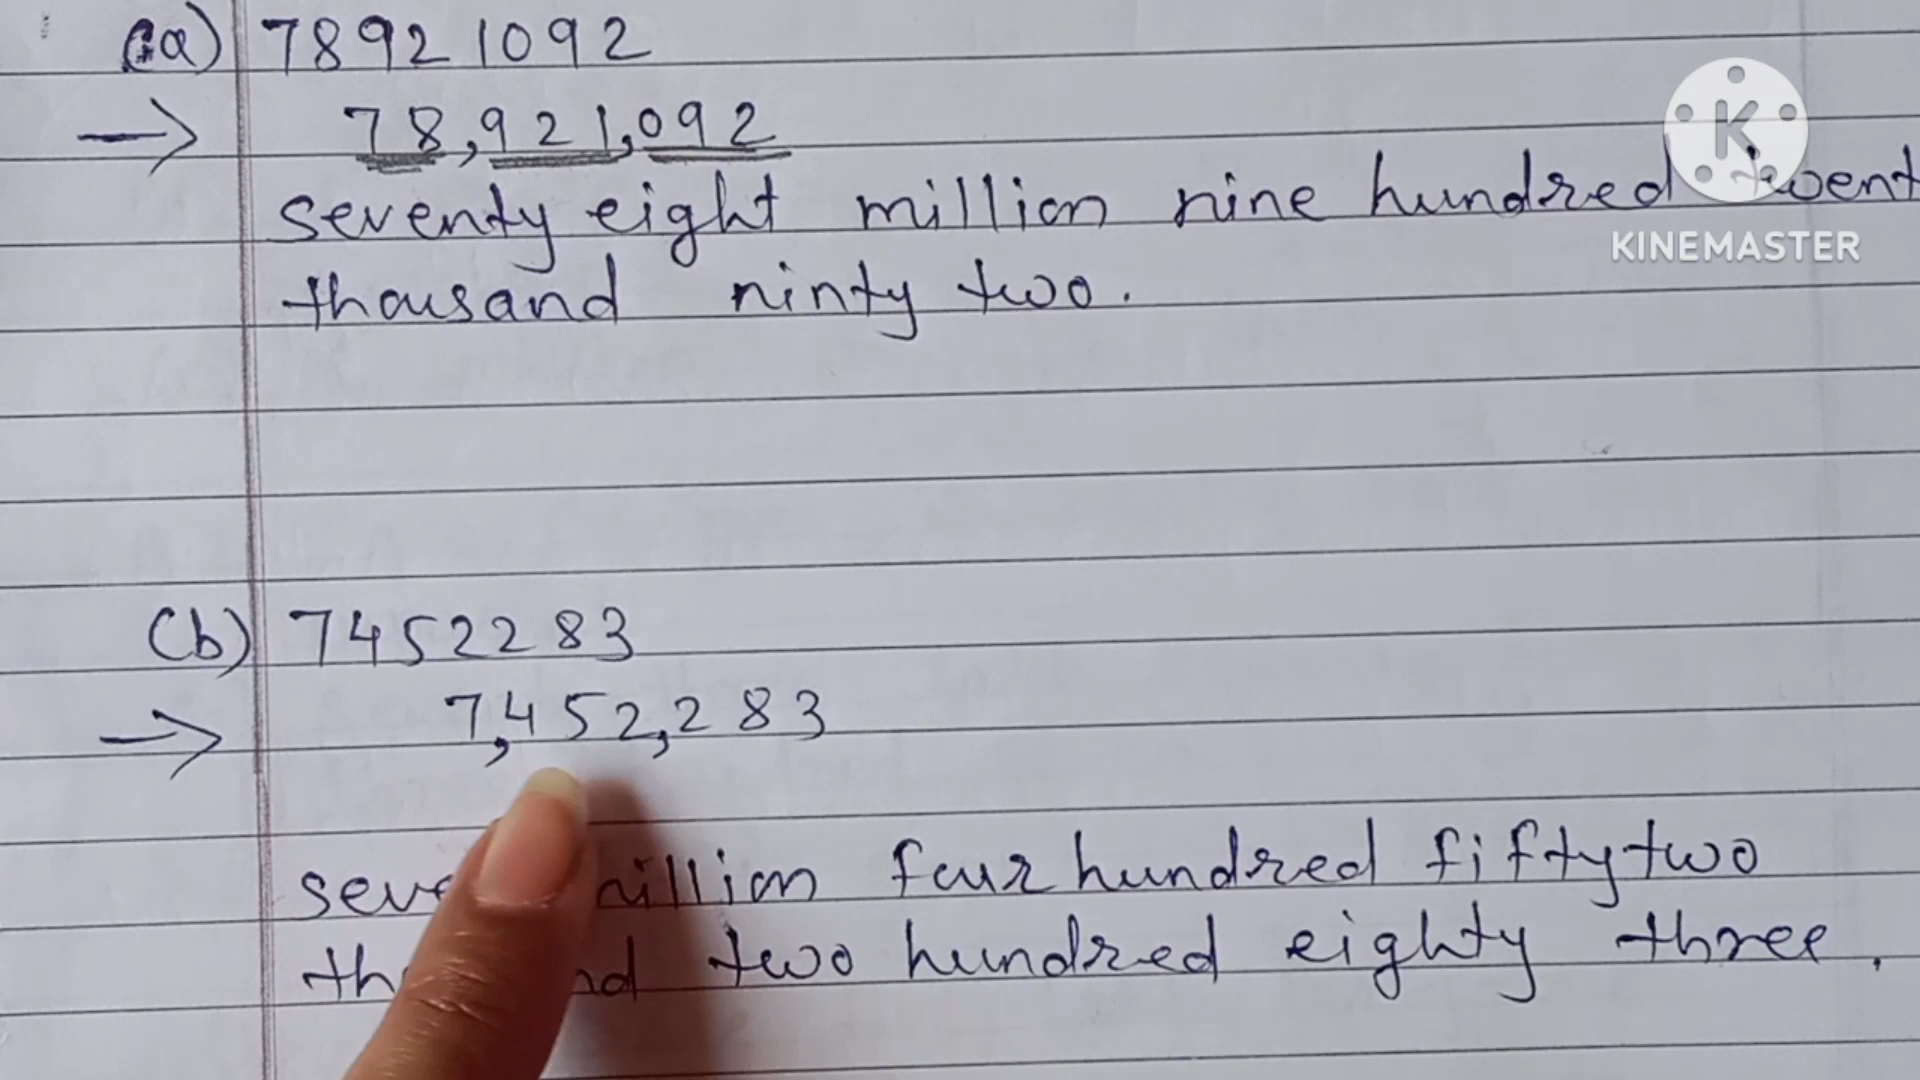 (a) 78921092
78,921,092
seventy eight million nine hundred twent
thousand ninty two.
KINEMASTER
(b) 7452283
7,452,283
million four hundred fifty two
two hundred eighty three.